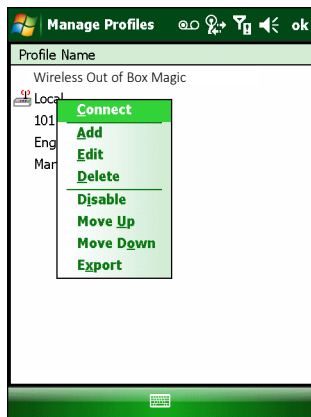 Manage Profiles ok
Profile Name
Wireless Out of Box Magic
Local
Connect
101
Add
Eng
Edit
Mar
Delete
Disable
Move Up
Move Down
Export